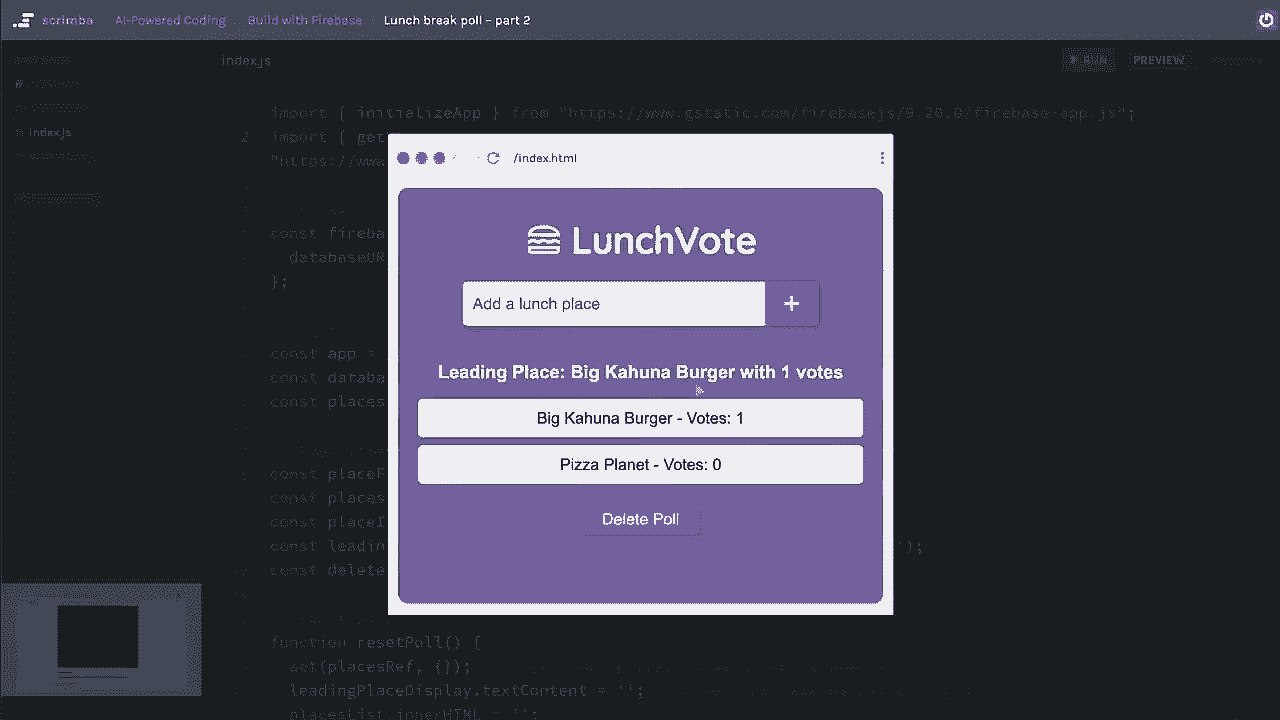 scrimba AI-Powered Coding Build with Firebase Lunch break poll - part 2
index.js
RUN PREVIEW
import { initializeApp } from "https://www.gstatic.com/firebasejs/9.20.0/firebase-app.js";
2 import { get
"https://www
/index.html
LunchVote
const fireba
databaseUR
};
Add a lunch place +
const app =
const databa
const places
Leading Place: Big Kahuna Burger with 1 votes
Big Kahuna Burger - Votes: 1
Pizza Planet - Votes: 0
const placeF
const places
const placeI
const leadin ');
const delete
Delete Poll
index.js
function resetPoll() {
set(placesRef, {});
leadingPlaceDisplay.textContent = '';
placesList.innerHTML = '';